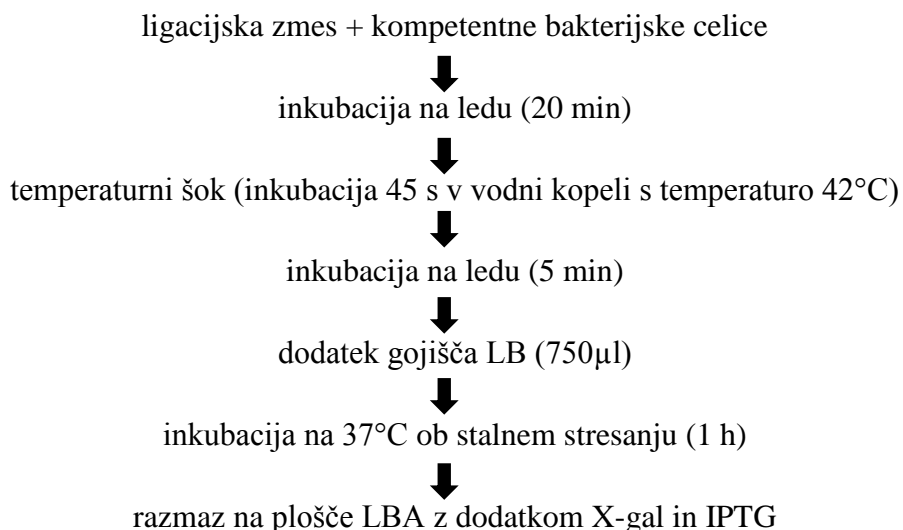 ligacijska zmes + kompetentne bakterijske celice
inkubacija na ledu (20 min)
temperaturni šok (inkubacija 45 s v vodni kopeli s temperaturo 42°C)
inkubacija na ledu (5 min)
dodatek gojišča LB (750µl)
inkubacija na 37°C ob stalnem stresanju (1 h)
razmaz na plošče LBA z dodatkom X-gal in IPTG